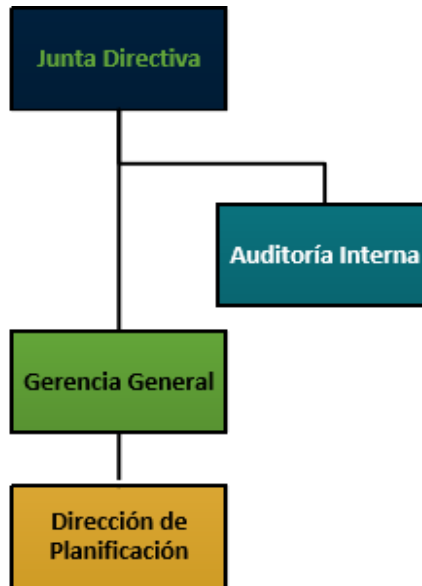 Junta Directiva
Auditoría Interna
Gerencia General
Dirección de
Planificación